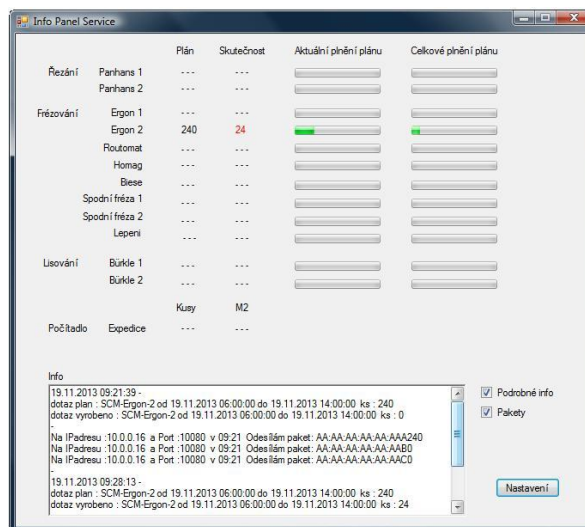 Info Panel Service
Plán Skutečnost Aktuální plnění plánu Celkové plnění plánu
Řezání Panhans 1 --- ---
Panhans 2 --- ---
Frézování Ergon 1 --- ---
Ergon 2 240 24
Routomat --- ---
Homag --- ---
Biese --- ---
Spodní fréza 1 --- ---
Spodní fréza 2 --- ---
Lepeni --- ---
Lisování Bürkle 1 --- ---
Bürkle 2 --- ---
Kusy M2
Počítadlo Expedice --- ---
Info
19.11.2013 09:21:39 -
dotaz plan : SCM-Ergon-2 od 19.11.2013 06:00:00 do 19.11.2013 14:00:00 ks : 240
dotaz vyrobeno : SCM-Ergon-2 od 19.11.2013 06:00:00 do 19.11.2013 14:00:00 ks : 0
-
Na IPadresu :10.0.0.16 a Port :10080 v 09:21 Odesílám paket: AA:AA:AA:AA:AA:AAA240
Na IPadresu :10.0.0.16 a Port :10080 v 09:21 Odesílám paket: AA:AA:AA:AA:AA:AAB0
Na IPadresu :10.0.0.16 a Port :10080 v 09:21 Odesílám paket: AA:AA:AA:AA:AA:AAC0
-
19.11.2013 09:28:13 -
dotaz plan : SCM-Ergon-2 od 19.11.2013 06:00:00 do 19.11.2013 14:00:00 ks : 240
dotaz vyrobeno : SCM-Ergon-2 od 19.11.2013 06:00:00 do 19.11.2013 14:00:00 ks : 24
Podrobné info
Pakety
Nastavení